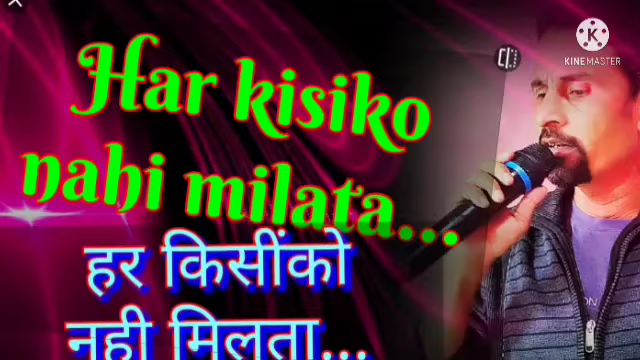 KINEMASTER
Har kisiko
nahi milata...
हर किसींको
नही मिलता...